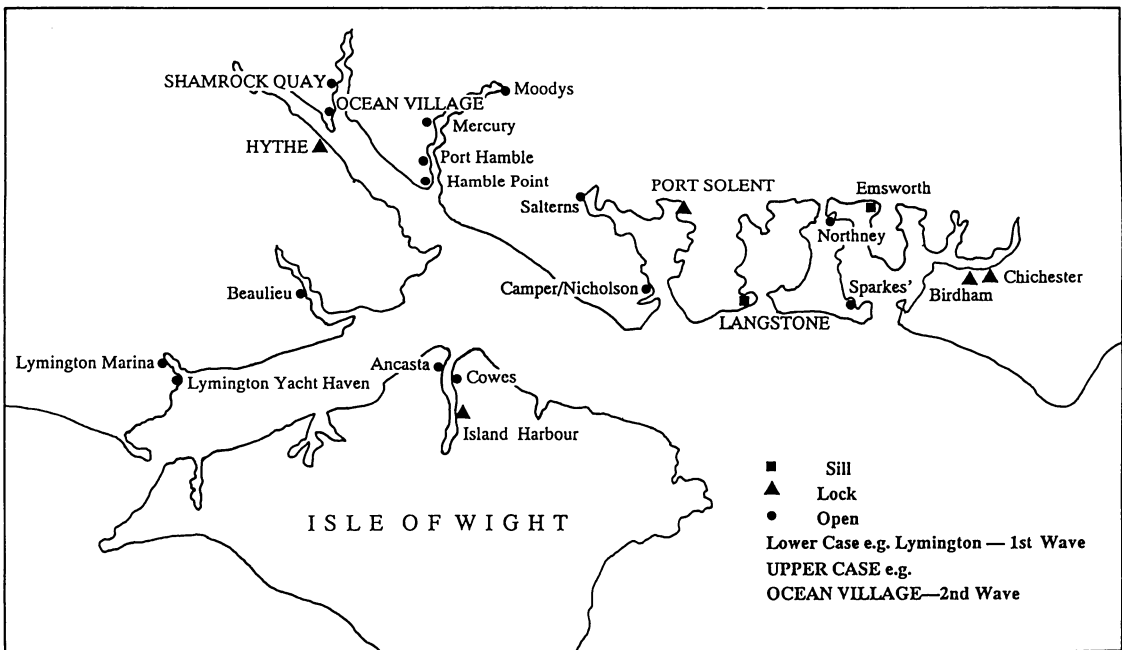 SHAMROCK QUAY
Moodys
OCEAN VILLAGE
Mercury
HYTHE
Port Hamble
Hamble Point
PORT SOLENT
Emsworth
Salterns
Northney
Camper/Nicholson
Sparkes'
Chichester
Birdham
Beaulieu
LANGSTONE
Lymington Marina
Ancasta
Lymington Yacht Haven
Cowes
Island Harbour
ISLE OF WIGHT
Sill
Lock
Open
Lower Case e.g. Lymington — 1st Wave
UPPER CASE e.g.
OCEAN VILLAGE—2nd Wave